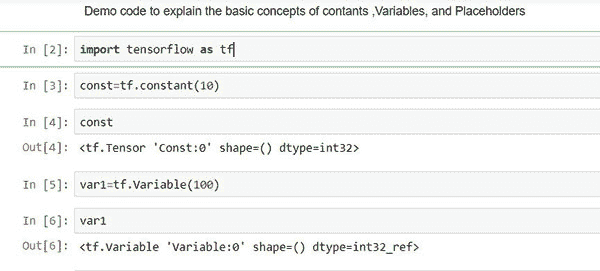 Demo code to explain the basic concepts of contants ,Variables, and Placeholders
In [2]: import tensorflow as tf
In [3]: const=tf.constant(10)
In [4]: const
Out[4]: <tf.Tensor 'Const:0' shape=() dtype=int32>
In [5]: var1=tf.Variable(100)
In [6]: var1
Out[6]: <tf.Variable 'Variable:0' shape=() dtype=int32_ref>